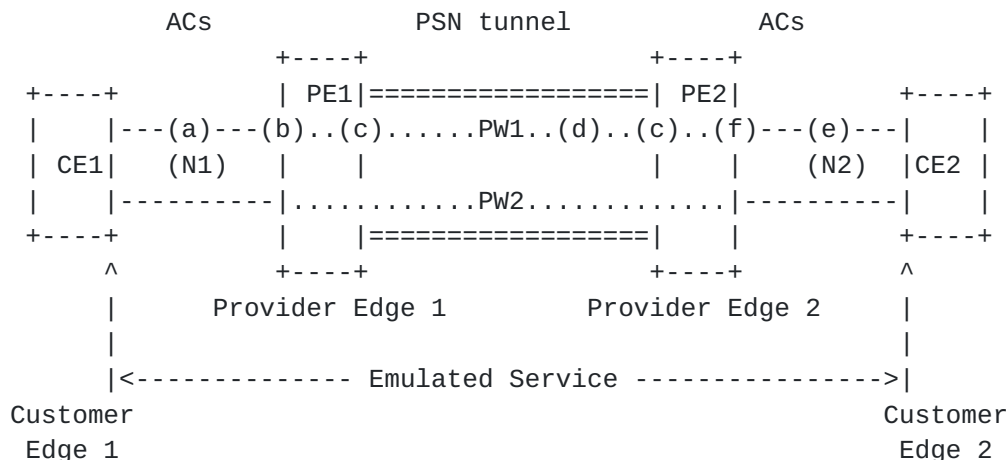 ACs             PSN tunnel           ACs
                 +----+                  +----+
 +----+          | PE1|==================| PE2|          +----+
 |    |---(a)---(b)..(c)......PW1..(d)..(c)..(f)---(e)---|    |
 | CE1|   (N1)   |    |                  |    |    (N2)  |CE2 |
 |    |----------|............PW2.............|----------|    |
 +----+          |    |==================|    |          +----+
      ^          +----+                  +----+          ^
      |      Provider Edge 1         Provider Edge 2     |
      |                                                  |
      |<-------------- Emulated Service ---------------->|
Customer                                                Customer
 Edge 1                                                  Edge 2